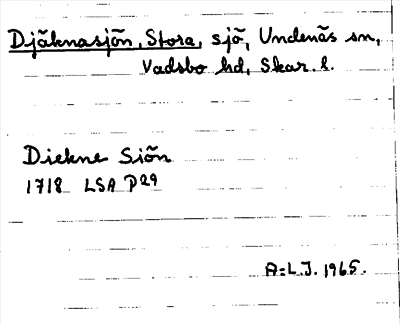 Djäknasjön, Stora, sjö, Undenäs sn,
Vadsbo hd, Skar. l.
Diekne Siön
1718 LSA P29
A:L.J. 1965.